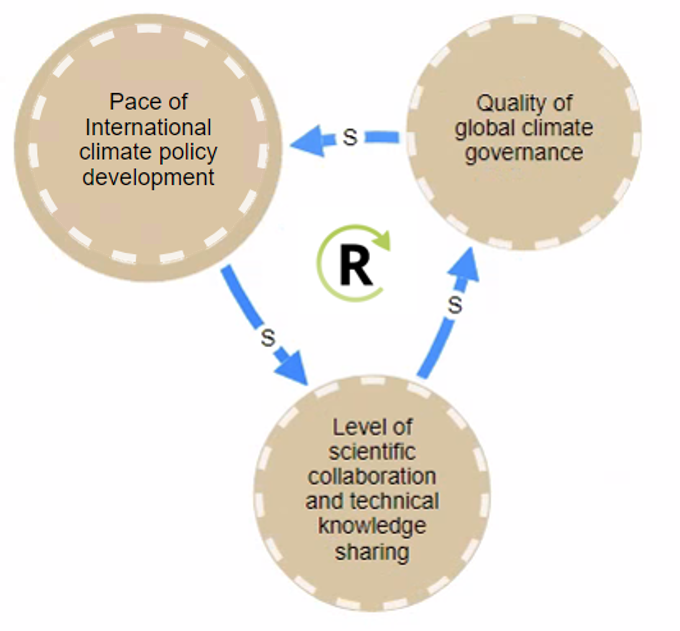 Pace of
International
climate policy
development
Quality of
global climate
governance
S
R
S
S
Level of
scientific
collaboration
and technical
knowledge
sharing